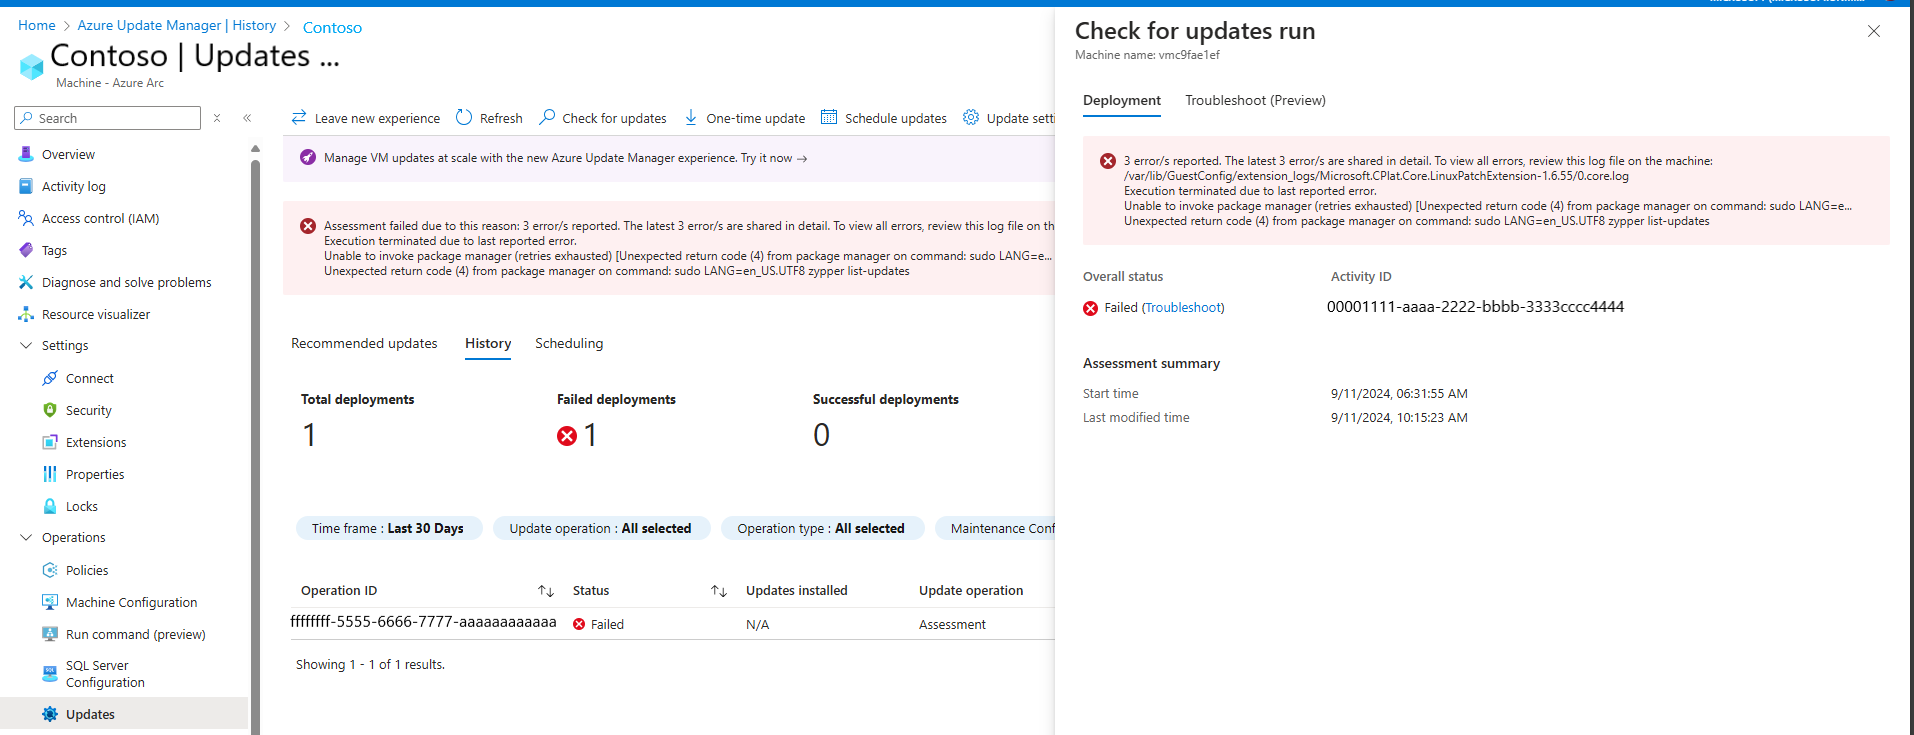 Home > Azure Update Manager | History > Contoso
Contoso | Updates ...
Machine - Azure Arc
Search
Overview
Activity log
Access control (IAM)
Tags
Diagnose and solve problems
Resource visualizer
Settings
Connect
Security
Extensions
Properties
Locks
Operations
Policies
Machine Configuration
Run command (preview)
SQL Server
Configuration
Updates
Leave new experience
Refresh
Check for updates
One-time update
Schedule updates
Update setti
Manage VM updates at scale with the new Azure Update Manager experience. Try it now →
Assessment failed due to this reason: 3 error/s reported. The latest 3 error/s are shared in detail. To view all errors, review this log file on th
Execution terminated due to last reported error.
Unable to invoke package manager (retries exhausted) [Unexpected return code (4) from package manager on command: sudo LANG=e...
Unexpected return code (4) from package manager on command: sudo LANG=en_US.UTF8 zypper list-updates
Recommended updates
History
Scheduling
Total deployments
1
Failed deployments
1
Successful deployments
0
Time frame : Last 30 Days
Update operation : All selected
Operation type : All selected
Maintenance Conf
Operation ID
Status
Updates installed
Update operation
ffffffff-5555-6666-7777-aaaaaaaaaaaa
Failed
N/A
Assessment
Showing 1 - 1 of 1 results.
Check for updates run
Machine name: vmc9fae1ef
Deployment
Troubleshoot (Preview)
3 error/s reported. The latest 3 error/s are shared in detail. To view all errors, review this log file on the machine:
/var/lib/GuestConfig/extension_logs/Microsoft.CPlat.Core.LinuxPatchExtension-1.6.55/0.core.log
Execution terminated due to last reported error.
Unable to invoke package manager (retries exhausted) [Unexpected return code (4) from package manager on command: sudo LANG=e...
Unexpected return code (4) from package manager on command: sudo LANG=en_US.UTF8 zypper list-updates
Overall status
Failed (Troubleshoot)
Activity ID
00001111-aaaa-2222-bbbb-3333cccc4444
Assessment summary
Start time
9/11/2024, 06:31:55 AM
Last modified time
9/11/2024, 10:15:23 AM